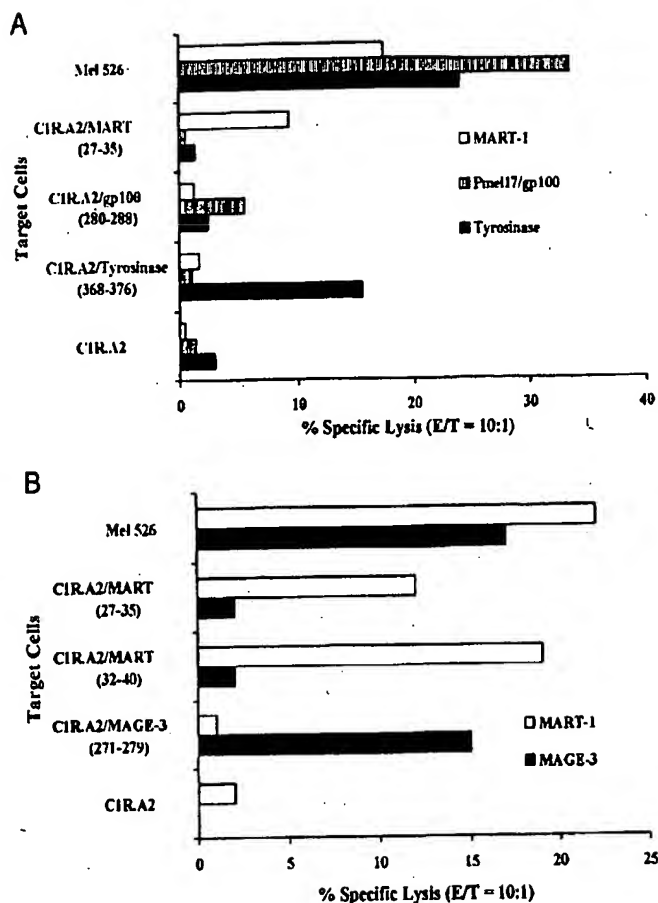 A
Mel 526
C1R.A2/MART
(27-35)
C1R.A2/gp100
(280-288)
C1R.A2/Tyrosinase
(368-376)
C1R.A2
Target Cells
MART-1
Pmel17/gp100
Tyrosinase
0 10 20 30 40
% Specific Lysis (E/T = 10:1)
B
Mel 526
C1R.A2/MART
(27-35)
C1R.A2/MART
(32-40)
C1R.A2/MAGE-3
(271-279)
C1R.A2
Target Cells
MART-1
MAGE-3
0 5 10 15 20 25
% Specific Lysis (E/T = 10:1)